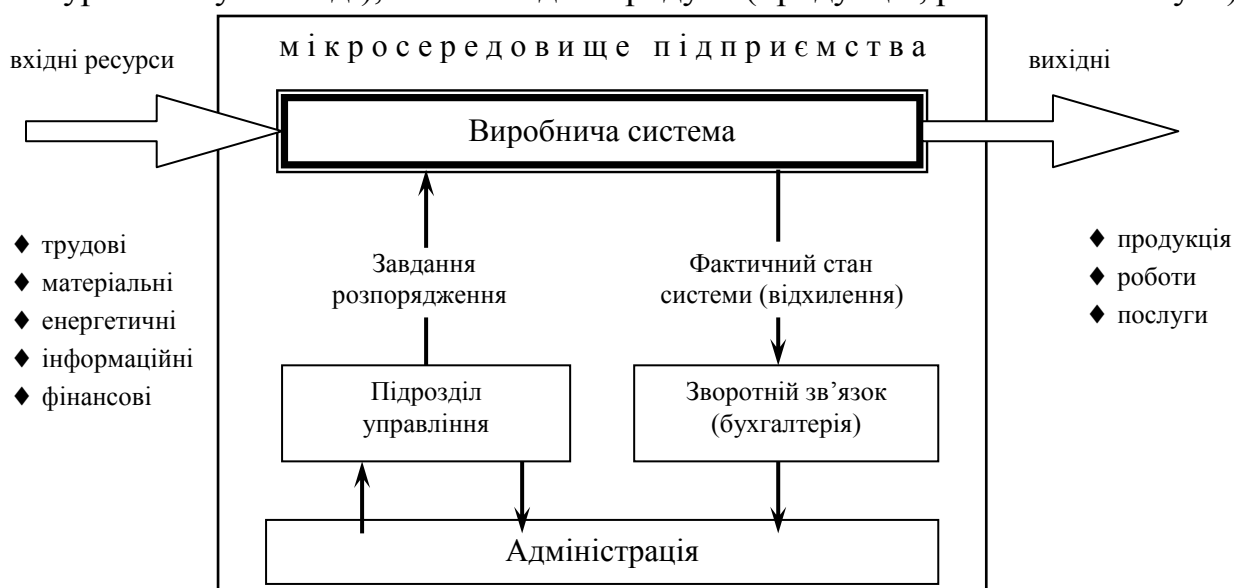 мікросередовище підприємства
вхідні ресурси
вихідні
Виробнича система
♦ трудові
♦ матеріальні
♦ енергетичні
♦ інформаційні
♦ фінансові
Завдання
розпорядження
Фактичний стан
системи (відхилення)
♦ продукція
♦ роботи
♦ послуги
Підрозділ
управління
Зворотній зв’язок
(бухгалтерія)
Адміністрація